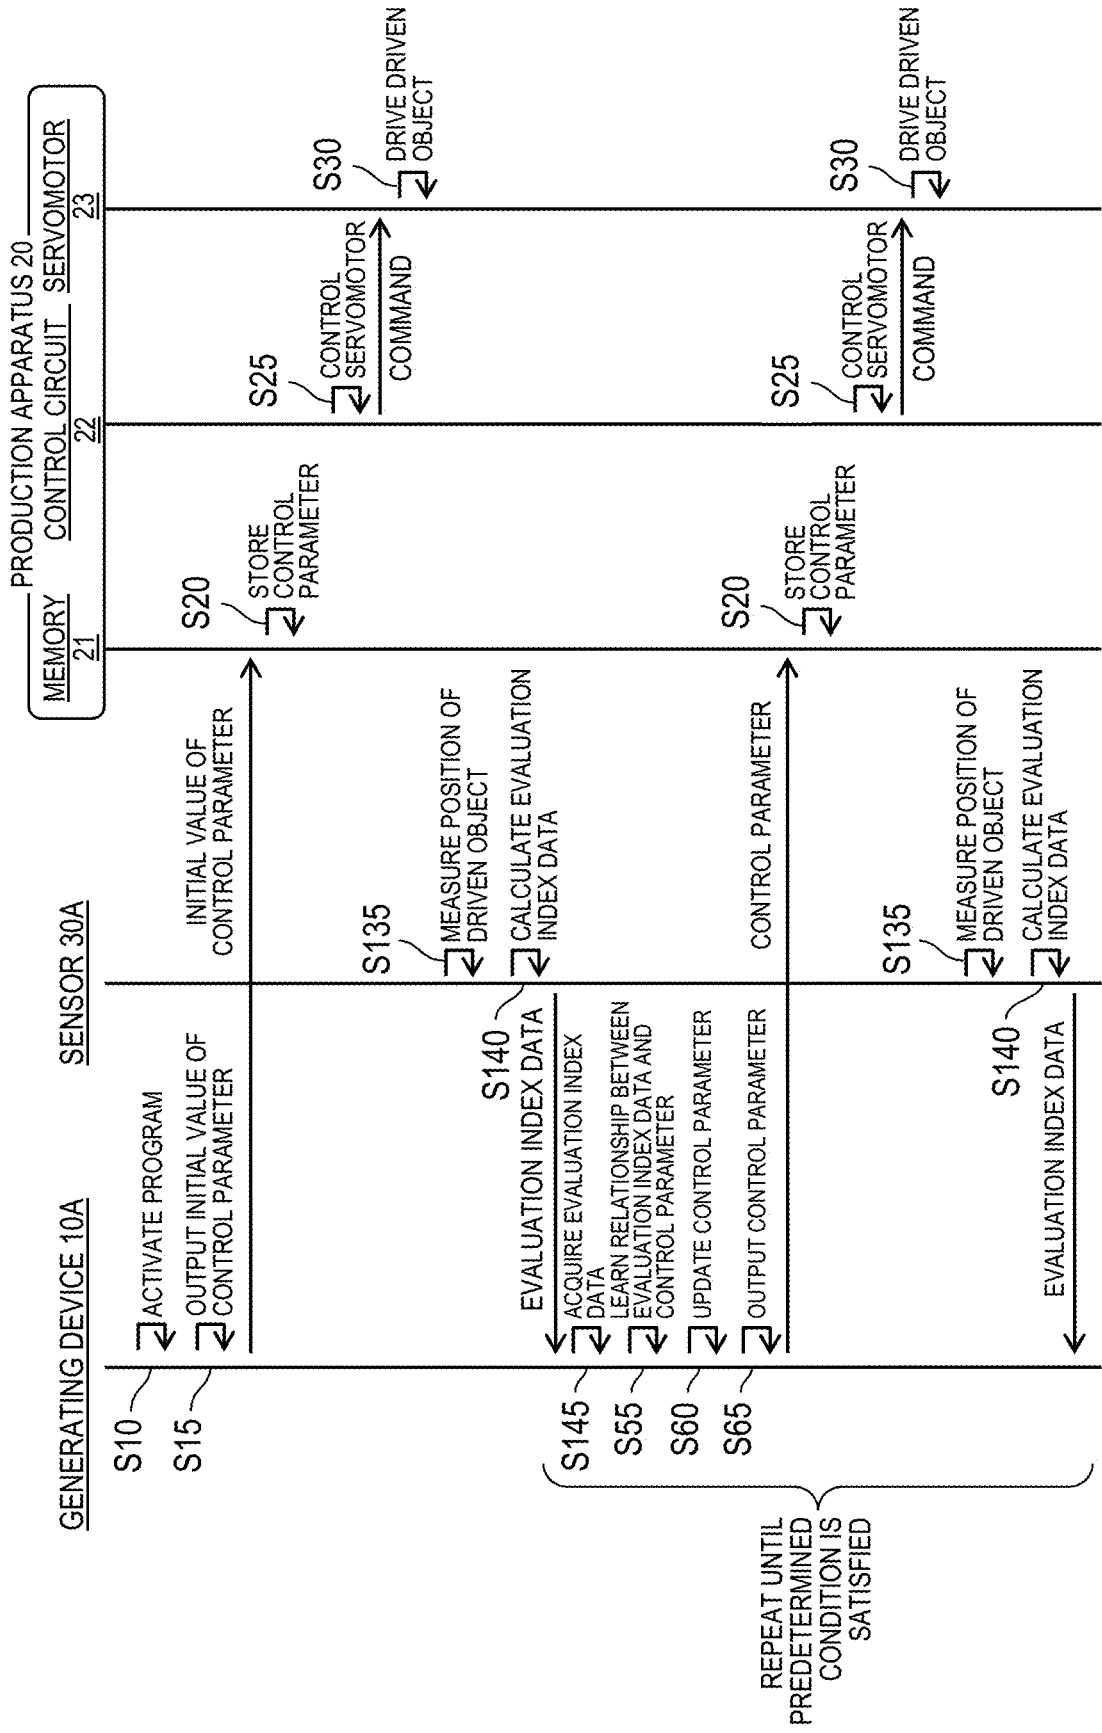 PRODUCTION APPARATUS 20
GENERATING DEVICE 10A
SENSOR 30A
MEMORY
21
CONTROL CIRCUIT
22
SERVOMOTOR
23
S10
ACTIVATE PROGRAM
S15
OUTPUT INITIAL VALUE OF
CONTROL PARAMETER
INITIAL VALUE OF
CONTROL PARAMETER
S20
STORE
CONTROL
PARAMETER
S25
CONTROL
SERVOMOTOR
COMMAND
S30
DRIVE DRIVEN
OBJECT
S135
MEASURE POSITION OF
DRIVEN OBJECT
S140
CALCULATE EVALUATION
INDEX DATA
EVALUATION INDEX DATA
S145
ACQUIRE EVALUATION INDEX
DATA
S55
LEARN RELATIONSHIP BETWEEN
EVALUATION INDEX DATA AND
CONTROL PARAMETER
S60
UPDATE CONTROL PARAMETER
S65
OUTPUT CONTROL PARAMETER
CONTROL PARAMETER
S20
STORE
CONTROL
PARAMETER
S25
CONTROL
SERVOMOTOR
COMMAND
S30
DRIVE DRIVEN
OBJECT
S135
MEASURE POSITION OF
DRIVEN OBJECT
S140
CALCULATE EVALUATION
INDEX DATA
EVALUATION INDEX DATA
REPEAT UNTIL
PREDETERMINED
CONDITION IS
SATISFIED